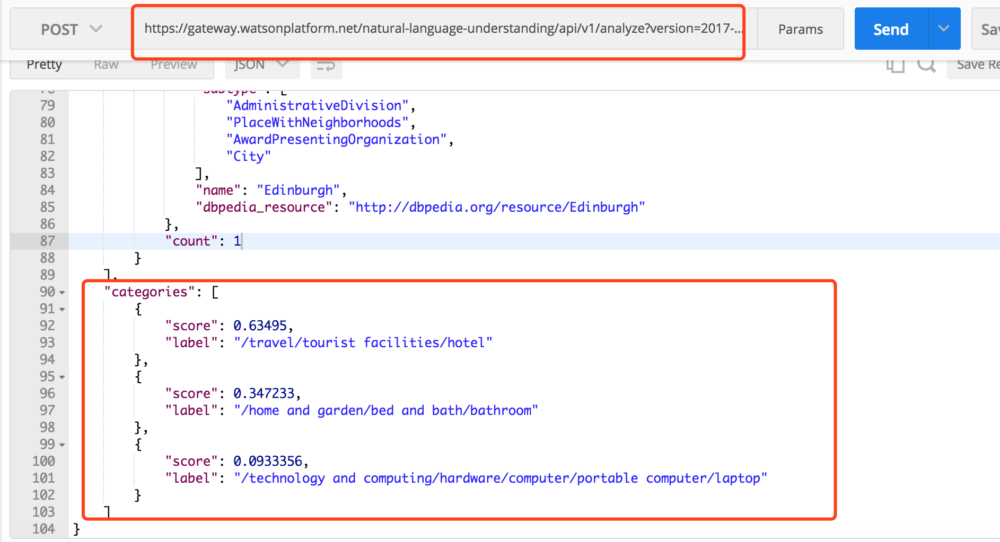 POST https://gateway.watsonplatform.net/natural-language-understanding/api/v1/analyze?version=2017-... Params Send
Pretty Raw Preview JSON Save
"subtype": [
79 "AdministrativeDivision",
80 "PlaceWithNeighborhoods",
81 "AwardPresentingOrganization",
82 "City"
83 ],
84 "name": "Edinburgh",
85 "dbpedia_resource": "http://dbpedia.org/resource/Edinburgh"
86 },
87 "count": 1
88 }
89 ],
90 "categories": [
91 {
92 "score": 0.63495,
93 "label": "/travel/tourist facilities/hotel"
94 },
95 {
96 "score": 0.347233,
97 "label": "/home and garden/bed and bath/bathroom"
98 },
99 {
100 "score": 0.0933356,
101 "label": "/technology and computing/hardware/computer/portable computer/laptop"
102 }
103 ]
104 }